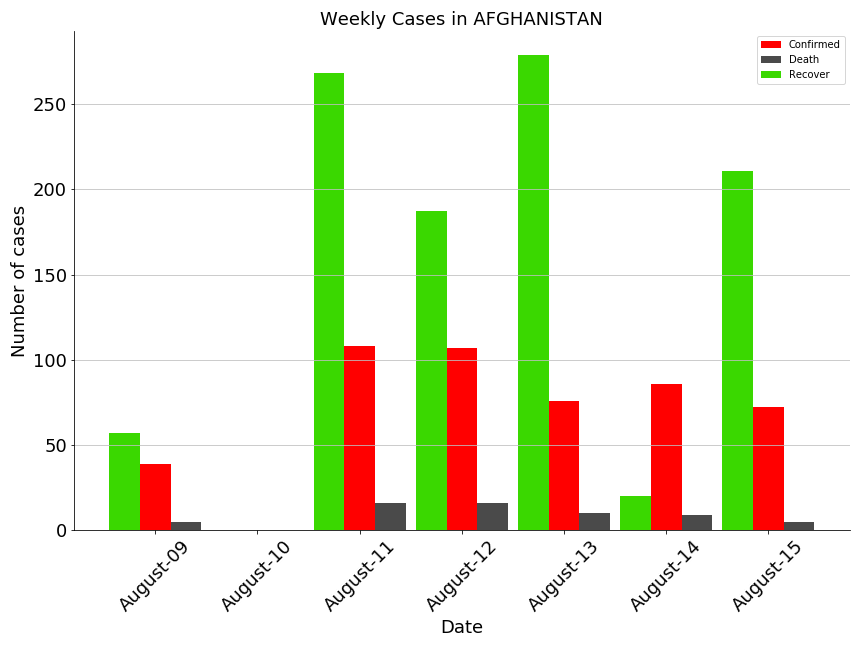 Weekly Cases in AFGHANISTAN
Confirmed
Death
Recover
Number of cases
250
200
150
100
50
0
August-09
August-10
August-11
August-12
August-13
August-14
August-15
Date